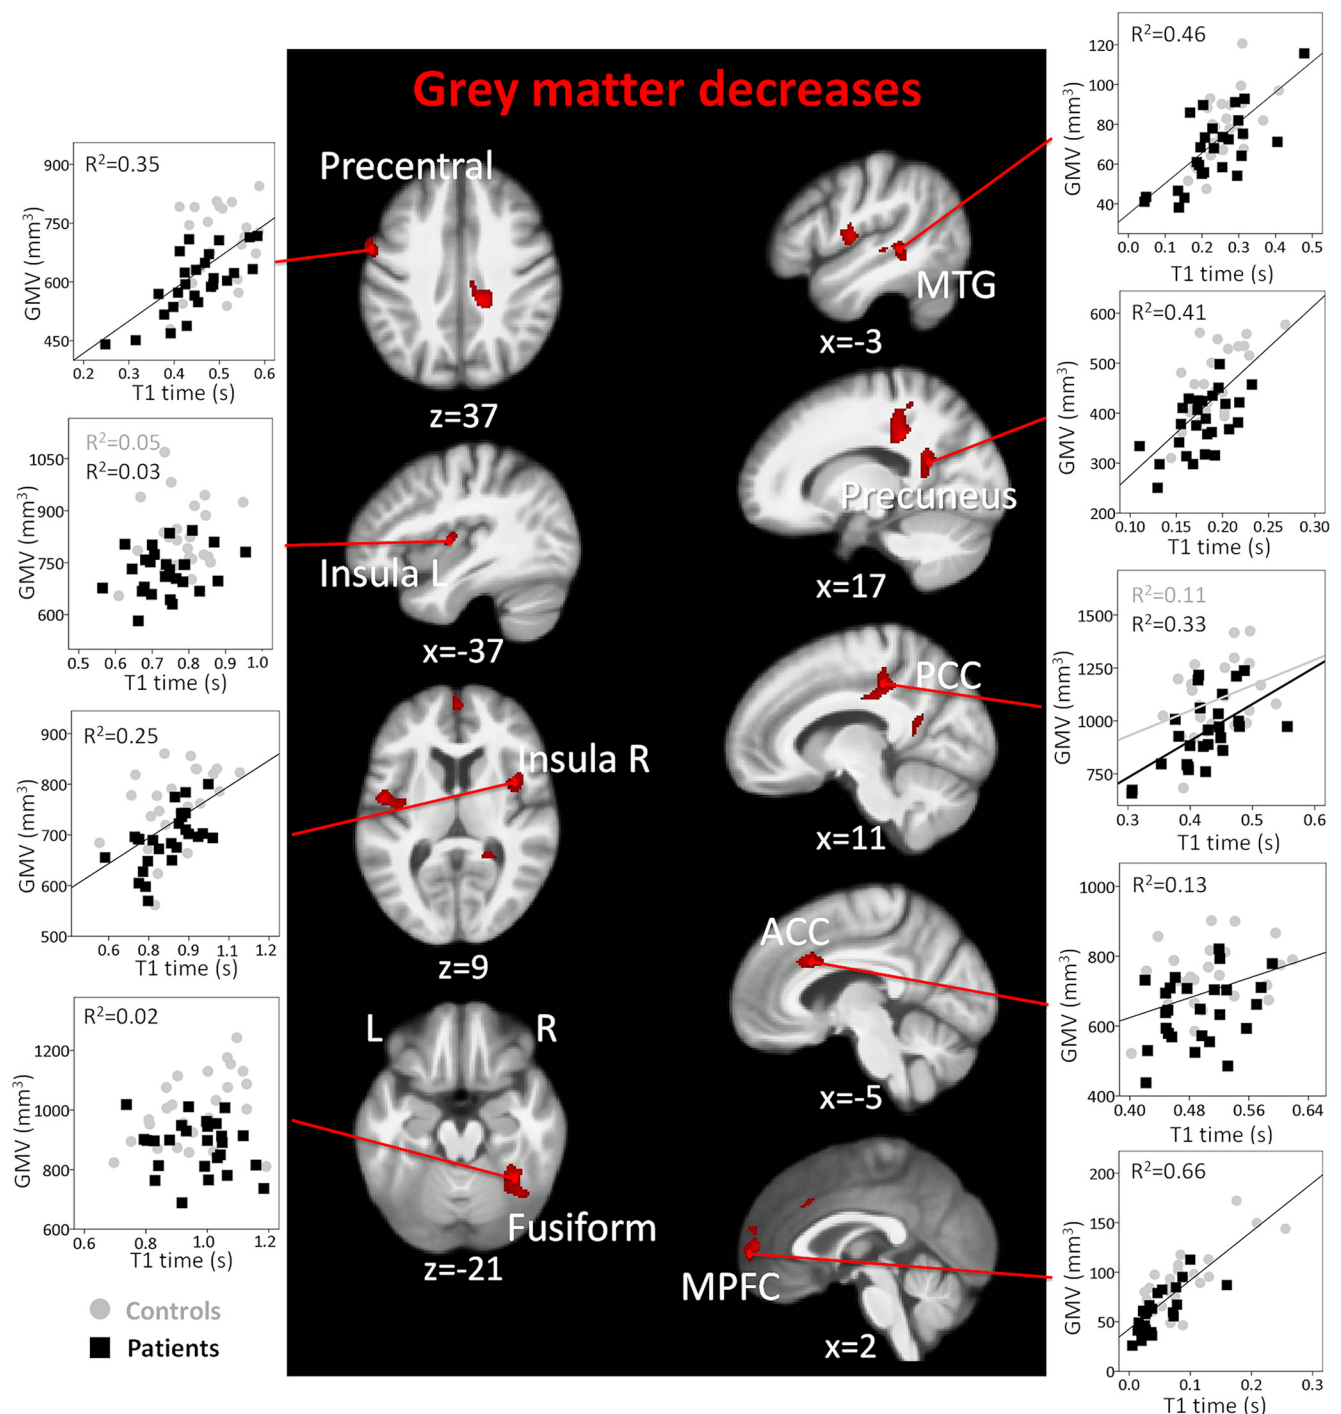 Grey matter decreases
R²=0.35
GMV (mm³)
900
750
600
450
0.2 0.3 0.4 0.5 0.6
T1 time (s)
R²=0.05
R²=0.03
GMV (mm³)
1050
900
750
600
0.5 0.6 0.7 0.8 0.9 1.0
R²=0.25
GMV (mm³)
900
800
700
600
500
0.6 0.8 0.9 1.1 1.2
T1 time (s)
R²=0.02
GMV (mm³)
1200
1000
800
600
0.6 0.8 0.9 1.0 1.2
T1 time (s)
Controls
Patients
Precentral
z=37
Insula L
x=-37
Insula R
z=9
L R
Fusiform
z=-21
MTG
x=-3
Precuneus
x=17
PCC
x=11
ACC
x=-5
MPFC
x=2
R²=0.46
GMV (mm³)
120
100
80
60
40
0.0 0.1 0.2 0.3 0.4 0.5
T1 time (s)
R²=0.41
GMV (mm³)
600
500
400
300
200
0.10 0.15 0.20 0.25 0.30
T1 time (s)
R²=0.11
R²=0.33
GMV (mm³)
1500
1250
1000
750
0.3 0.4 0.5 0.6
T1 time (s)
R²=0.13
GMV (mm³)
1000
800
600
400
0.40 0.48 0.56 0.64
T1 time (s)
R²=0.66
GMV (mm³)
200
150
100
50
0
0.0 0.1 0.2 0.3
T1 time (s)